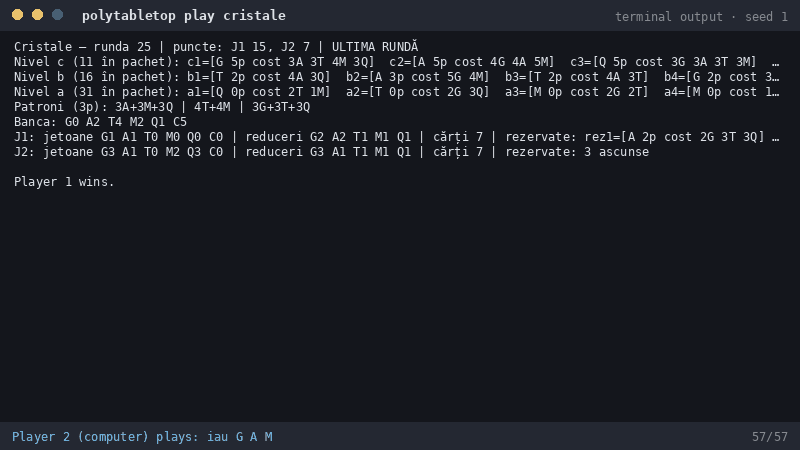 polytabletop play cristale
terminal output · seed 1
Cristale — runda 25 | puncte: J1 15, J2 7 | ULTIMA RUNDĂ
Nivel c (11 în pachet): c1=[G 5p cost 3A 3T 4M 3Q]  c2=[A 5p cost 4G 4A 5M]  c3=[Q 5p cost 3G 3A 3T 3M]  …
Nivel b (16 în pachet): b1=[T 2p cost 4A 3Q]  b2=[A 3p cost 5G 4M]  b3=[T 2p cost 4A 3T]  b4=[G 2p cost 3…
Nivel a (31 în pachet): a1=[Q 0p cost 2T 1M]  a2=[T 0p cost 2G 3Q]  a3=[M 0p cost 2G 2T]  a4=[M 0p cost 1…
Patroni (3p): 3A+3M+3Q | 4T+4M | 3G+3T+3Q
Banca: G0 A2 T4 M2 Q1 C5
J1: jetoane G1 A1 T0 M0 Q0 C0 | reduceri G2 A2 T1 M1 Q1 | cărți 7 | rezervate: rez1=[A 2p cost 2G 3T 3Q] …
J2: jetoane G3 A1 T0 M2 Q3 C0 | reduceri G3 A1 T1 M1 Q1 | cărți 7 | rezervate: 3 ascunse
Player 1 wins.
Player 2 (computer) plays: iau G A M
57/57